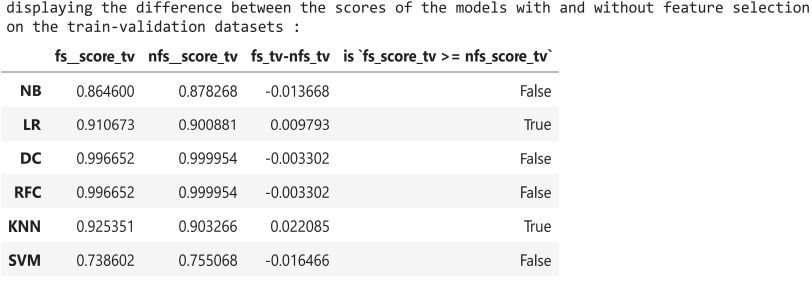 displaying the difference between the scores of the models with and without feature selection
on the train-validation datasets :
fs__score_tv nfs__score_tv fs_tv-nfs_tv is `fs_score_tv >= nfs_score_tv`
NB 0.864600 0.878268 -0.013668 False
LR 0.910673 0.900881 0.009793 True
DC 0.996652 0.999954 -0.003302 False
RFC 0.996652 0.999954 -0.003302 False
KNN 0.925351 0.903266 0.022085 True
SVM 0.738602 0.755068 -0.016466 False